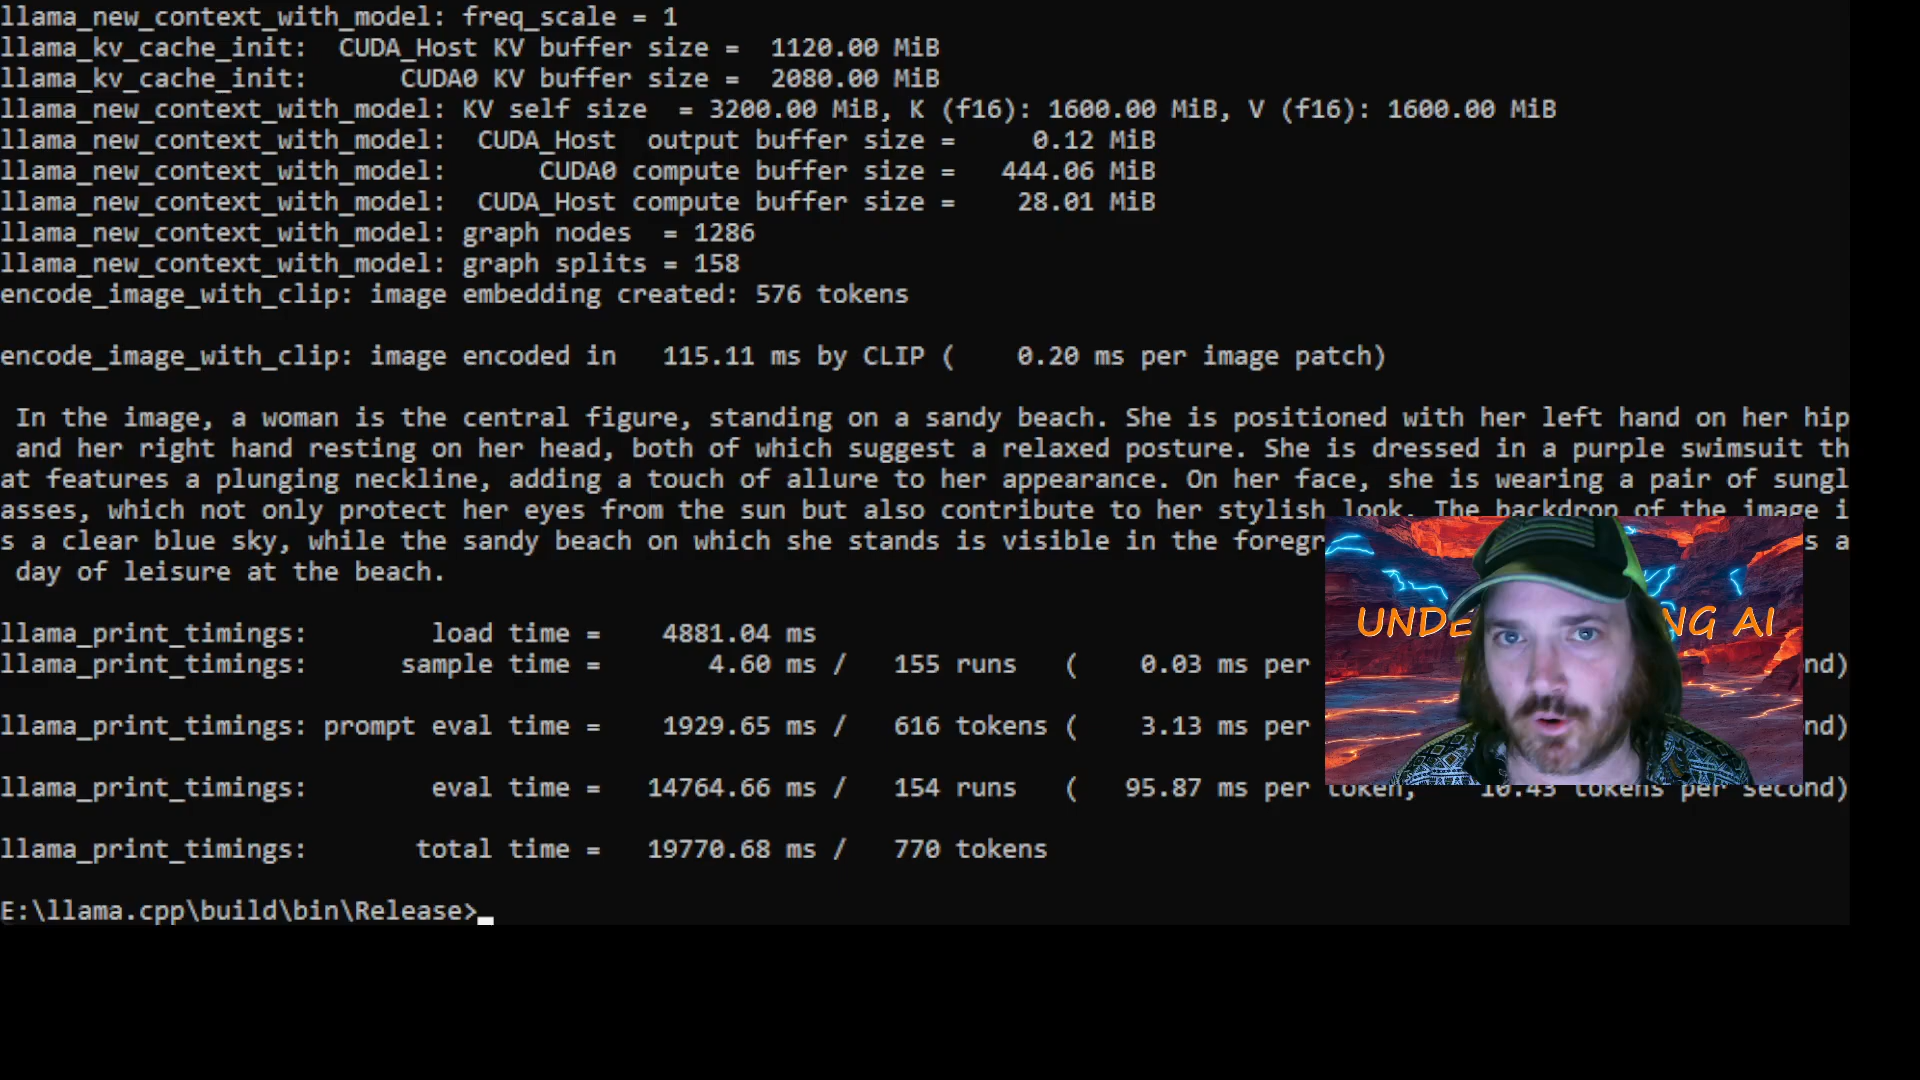 llama_new_context_with_model: freq_scale = 1
llama_kv_cache_init:  CUDA_Host KV buffer size =  1120.00 MiB
llama_kv_cache_init:      CUDA0 KV buffer size =  2080.00 MiB
llama_new_context_with_model: KV self size  = 3200.00 MiB, K (f16): 1600.00 MiB, V (f16): 1600.00 MiB
llama_new_context_with_model:  CUDA_Host  output buffer size =     0.12 MiB
llama_new_context_with_model:      CUDA0 compute buffer size =   444.06 MiB
llama_new_context_with_model:  CUDA_Host compute buffer size =    28.01 MiB
llama_new_context_with_model: graph nodes  = 1286
llama_new_context_with_model: graph splits = 158
encode_image_with_clip: image embedding created: 576 tokens
encode_image_with_clip: image encoded in   115.11 ms by CLIP (    0.20 ms per image patch)
In the image, a woman is the central figure, standing on a sandy beach. She is positioned with her left hand on her hip
and her right hand resting on her head, both of which suggest a relaxed posture. She is dressed in a purple swimsuit th
at features a plunging neckline, adding a touch of allure to her appearance. On her face, she is wearing a pair of sungl
asses, which not only protect her eyes from the sun but also contribute to her stylish look. The backdrop of the image i
s a clear blue sky, while the sandy beach on which she stands is visible in the s a
day of leisure at the beach.
llama_print_timings:        load time =    4881.04 ms
llama_print_timings:      sample time =       4.60 ms /   155 runs   (    0.03 ms per nd)
llama_print_timings: prompt eval time =    1929.65 ms /   616 tokens (    3.13 ms per nd)
llama_print_timings:        eval time =   14764.66 ms /   154 runs   (   95.87 ms per token,    10.43 tokens per second)
llama_print_timings:       total time =   19770.68 ms /   770 tokens
E:\llama.cpp\build\bin\Release>
UNDE NG AI